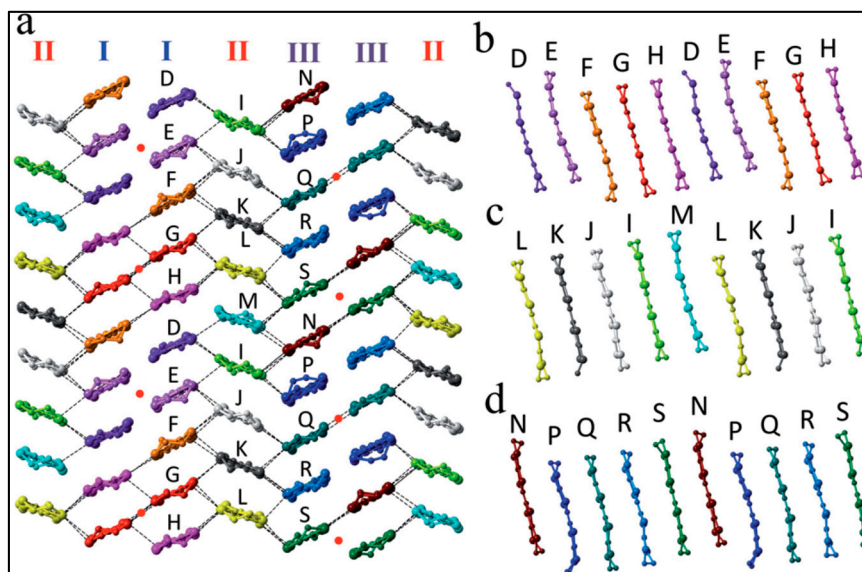 a
II I I II III III II
D
E
F
G
H
D
E
F
G
H
I
J
K
L
M
I
J
K
L
N
P
Q
R
S
N
P
Q
R
S
b
D E F G H D E F G H
c
L K J I M L K J I
d
N P Q R S N P Q R S